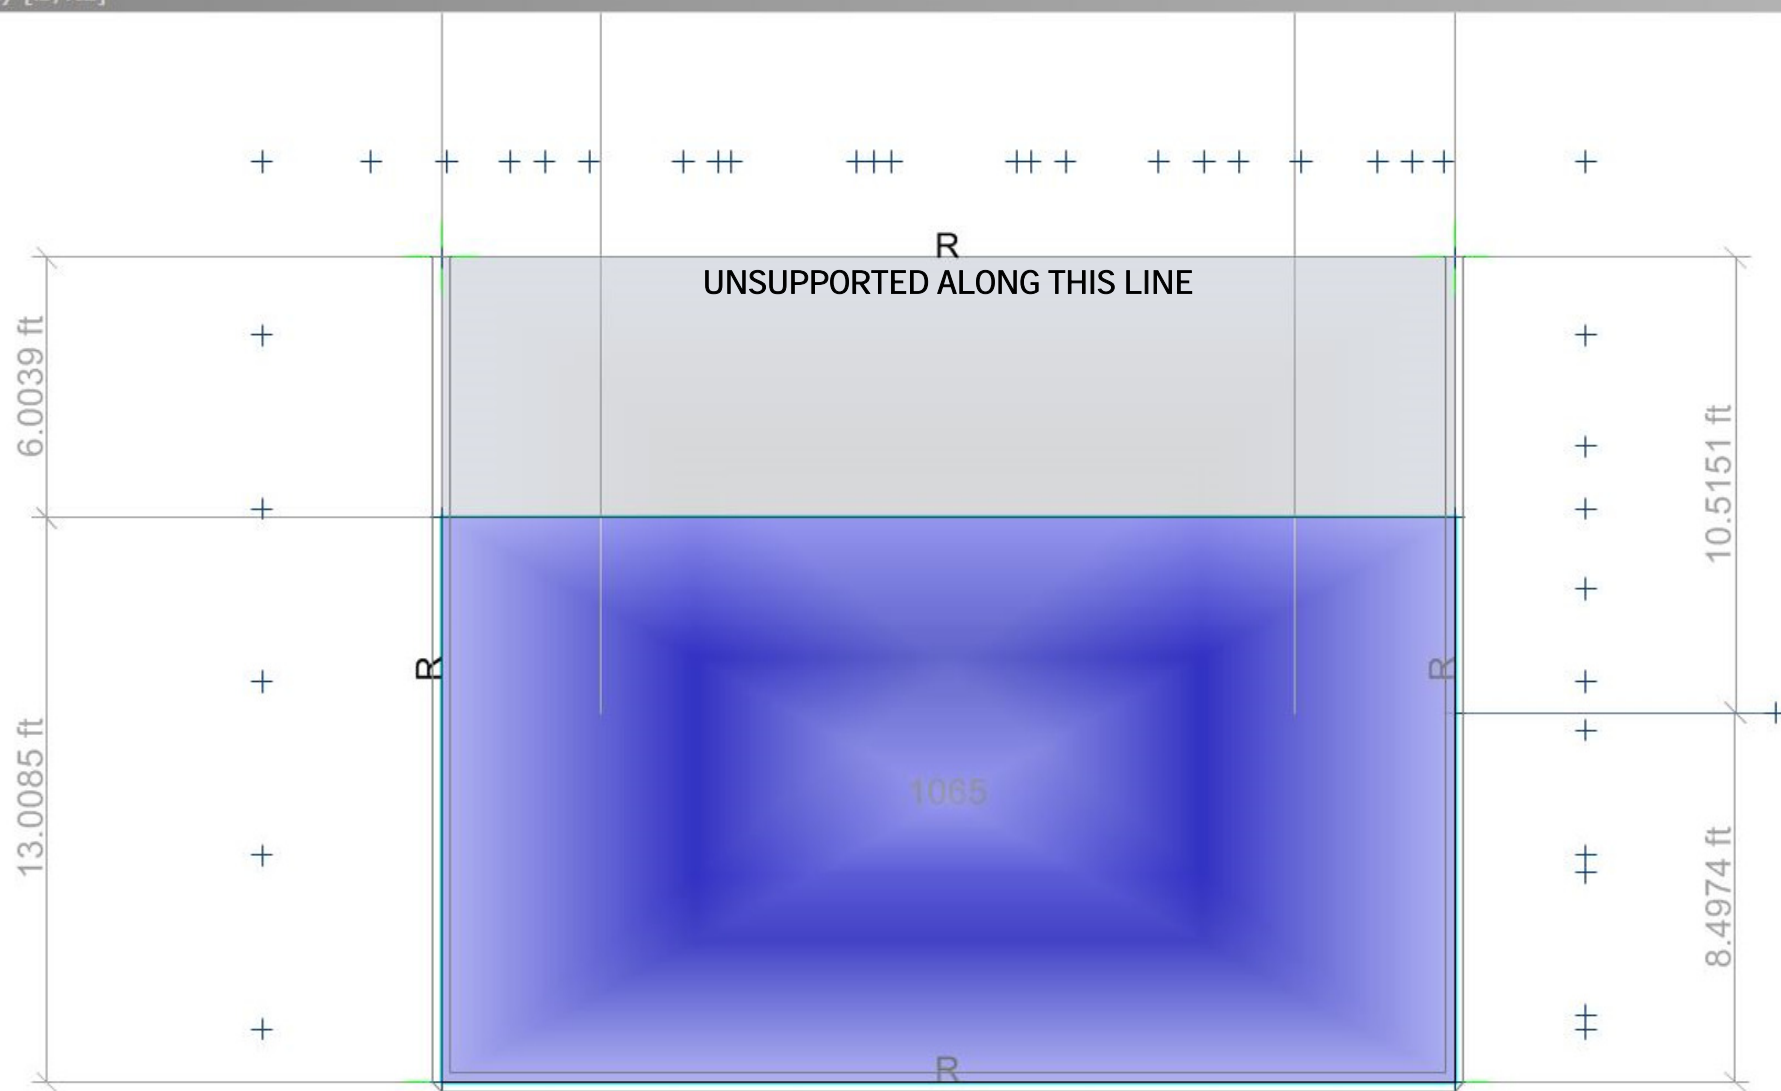 R
UNSUPPORTED ALONG THIS LINE
6.0039 ft
10.5151 ft
R
R
1065
13.0085 ft
8.4974 ft
R